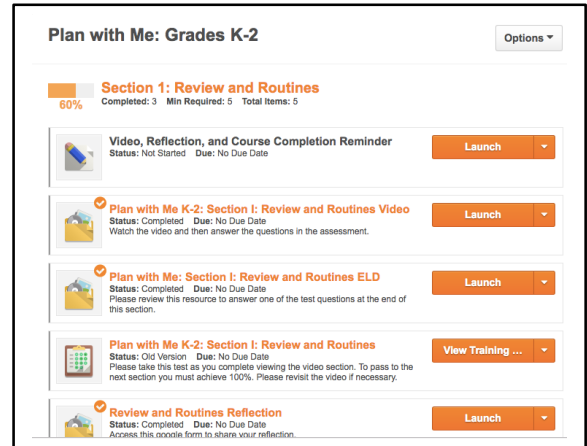 Plan with Me: Grades K-2
Options
Section 1: Review and Routines
60%
Completed: 3 Min Required: 5 Total Items: 5
Video, Reflection, and Course Completion Reminder
Status: Not Started Due: No Due Date
Launch
Plan with Me K-2: Section I: Review and Routines Video
Status: Completed Due: No Due Date
Watch the video and then answer the questions in the assessment.
Launch
Plan with Me: Section I: Review and Routines ELD
Status: Completed Due: No Due Date
Please review this resource to answer one of the test questions at the end of
this section.
Launch
Plan with Me K-2: Section I: Review and Routines
Status: Old Version Due: No Due Date
Please take this test as you complete viewing the video section. To pass to the
next section you must achieve 100%. Please revisit the video if necessary.
View Training ...
Review and Routines Reflection
Status: Completed Due: No Due Date
Access this google form to share your reflection.
Launch